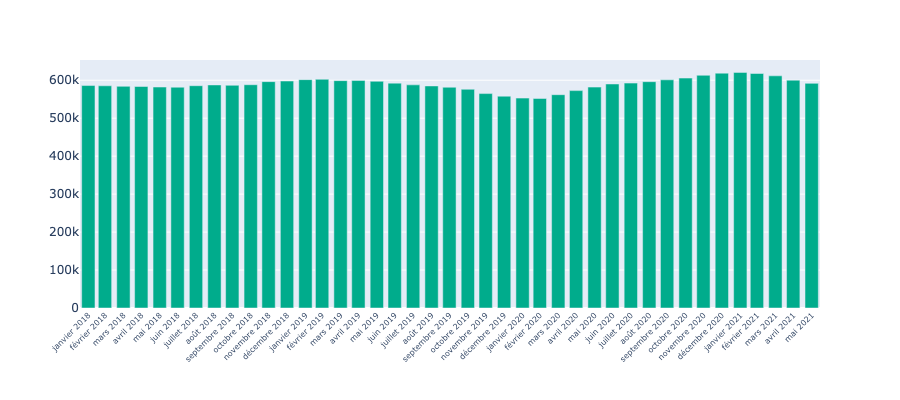 600k
500k
400k
300k
200k
100k
0
janvier 2018
février 2018
mars 2018
avril 2018
mai 2018
juin 2018
juillet 2018
août 2018
septembre 2018
octobre 2018
novembre 2018
décembre 2018
janvier 2019
février 2019
mars 2019
avril 2019
mai 2019
juin 2019
juillet 2019
août 2019
septembre 2019
octobre 2019
novembre 2019
décembre 2019
janvier 2020
février 2020
mars 2020
avril 2020
mai 2020
juin 2020
juillet 2020
août 2020
septembre 2020
octobre 2020
novembre 2020
décembre 2020
janvier 2021
février 2021
mars 2021
avril 2021
mai 2021